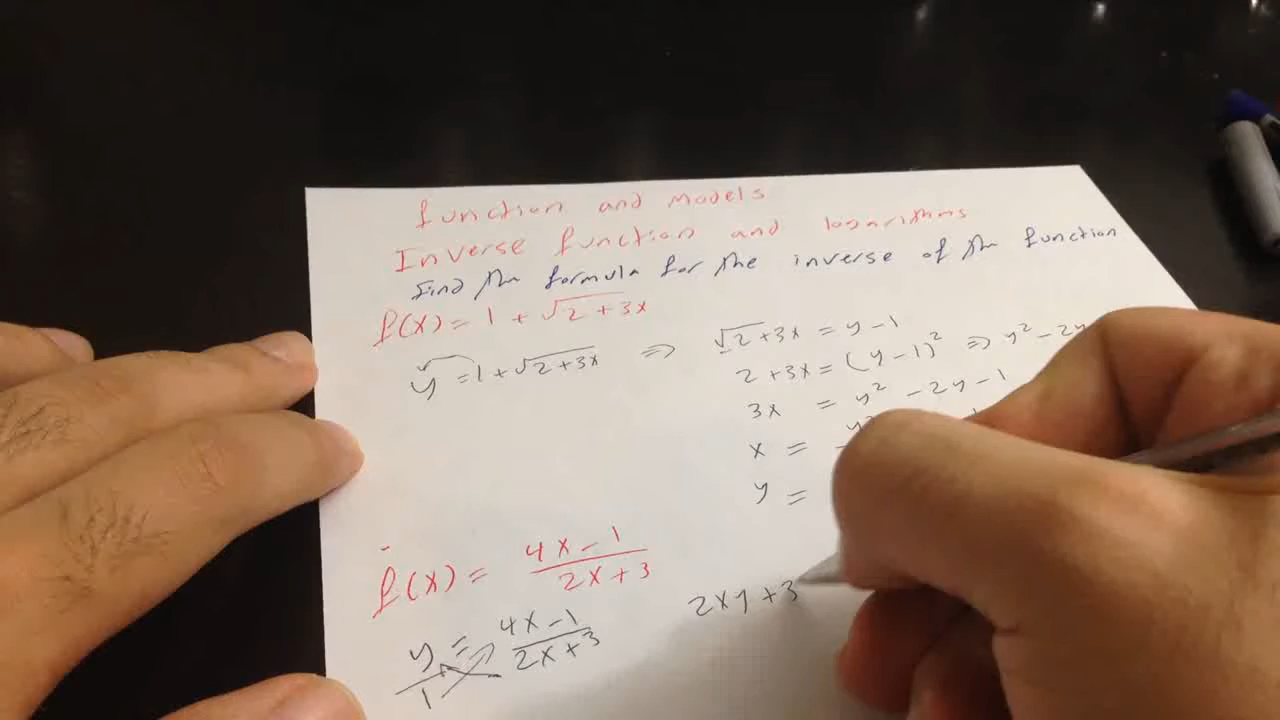 function and models
Inverse function and logarithms
find the formula for the inverse of the function
f(x) = 1 + √2 + 3x
y = 1 + √2 + 3x ⇒ √2 + 3x = y - 1
2 + 3x = (y - 1)² ⇒ y² - 2y
3x = y² - 2y - 1
x =
y =
f(x) = 4x - 1
2x + 3
y = 4x - 1
1 2x + 3
2xy + 3